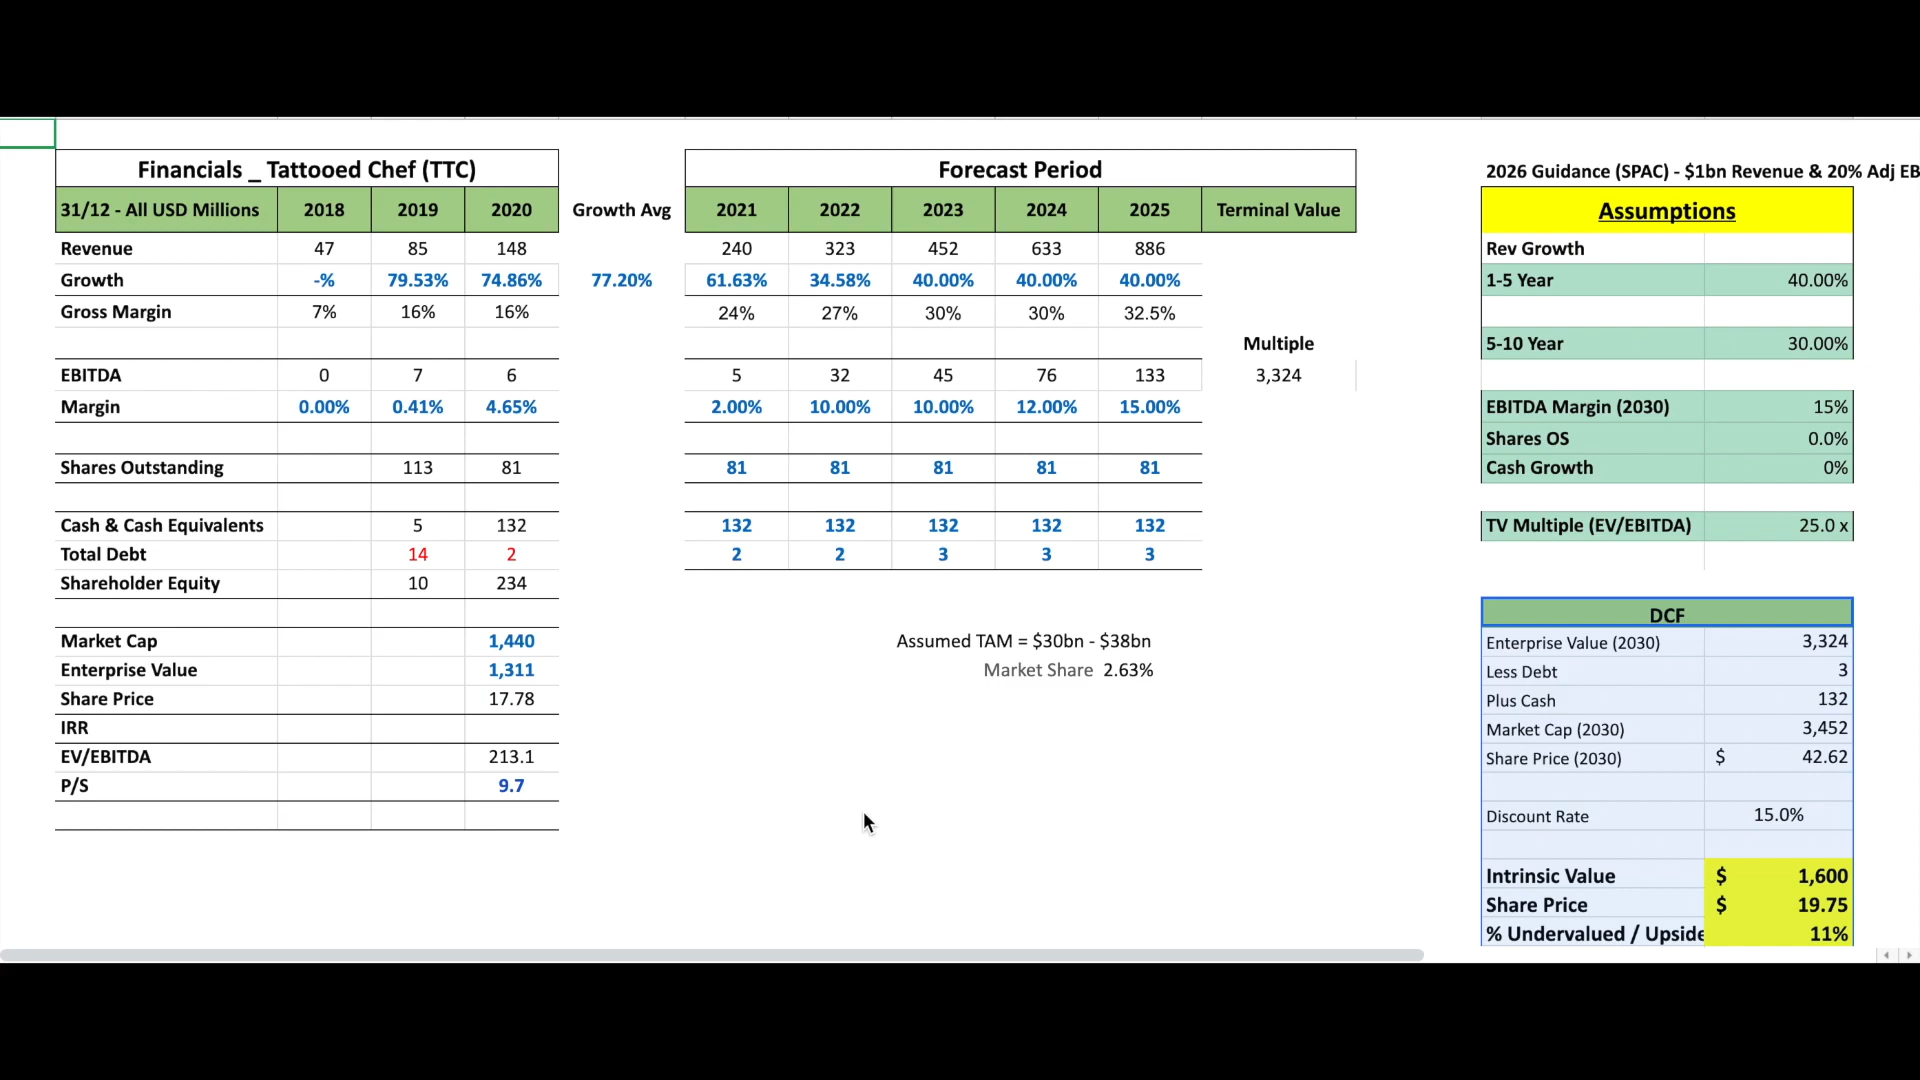 Financials _ Tattooed Chef (TTC)
31/12 - All USD Millions 2018 2019 2020
Revenue 47 85 148
Growth -% 79.53% 74.86%
Gross Margin 7% 16% 16%
EBITDA 0 7 6
Margin 0.00% 0.41% 4.65%
Shares Outstanding 113 81
Cash & Cash Equivalents 5 132
Total Debt 14 2
Shareholder Equity 10 234
Market Cap 1,440
Enterprise Value 1,311
Share Price 17.78
IRR
EV/EBITDA 213.1
P/S 9.7
Growth Avg
77.20%
Forecast Period
2021 2022 2023 2024 2025 Terminal Value
240 323 452 633 886
61.63% 34.58% 40.00% 40.00% 40.00%
24% 27% 30% 30% 32.5%
Multiple
5 32 45 76 133 3,324
2.00% 10.00% 10.00% 12.00% 15.00%
81 81 81 81 81
132 132 132 132 132
2 2 3 3 3
Assumed TAM = $30bn - $38bn
Market Share 2.63%
2026 Guidance (SPAC) - $1bn Revenue & 20% Adj EB
Assumptions
Rev Growth
1-5 Year 40.00%
5-10 Year 30.00%
EBITDA Margin (2030) 15%
Shares OS 0.0%
Cash Growth 0%
TV Multiple (EV/EBITDA) 25.0 x
DCF
Enterprise Value (2030) 3,324
Less Debt 3
Plus Cash 132
Market Cap (2030) 3,452
Share Price (2030) $ 42.62
Discount Rate 15.0%
Intrinsic Value $ 1,600
Share Price $ 19.75
% Undervalued / Upside 11%